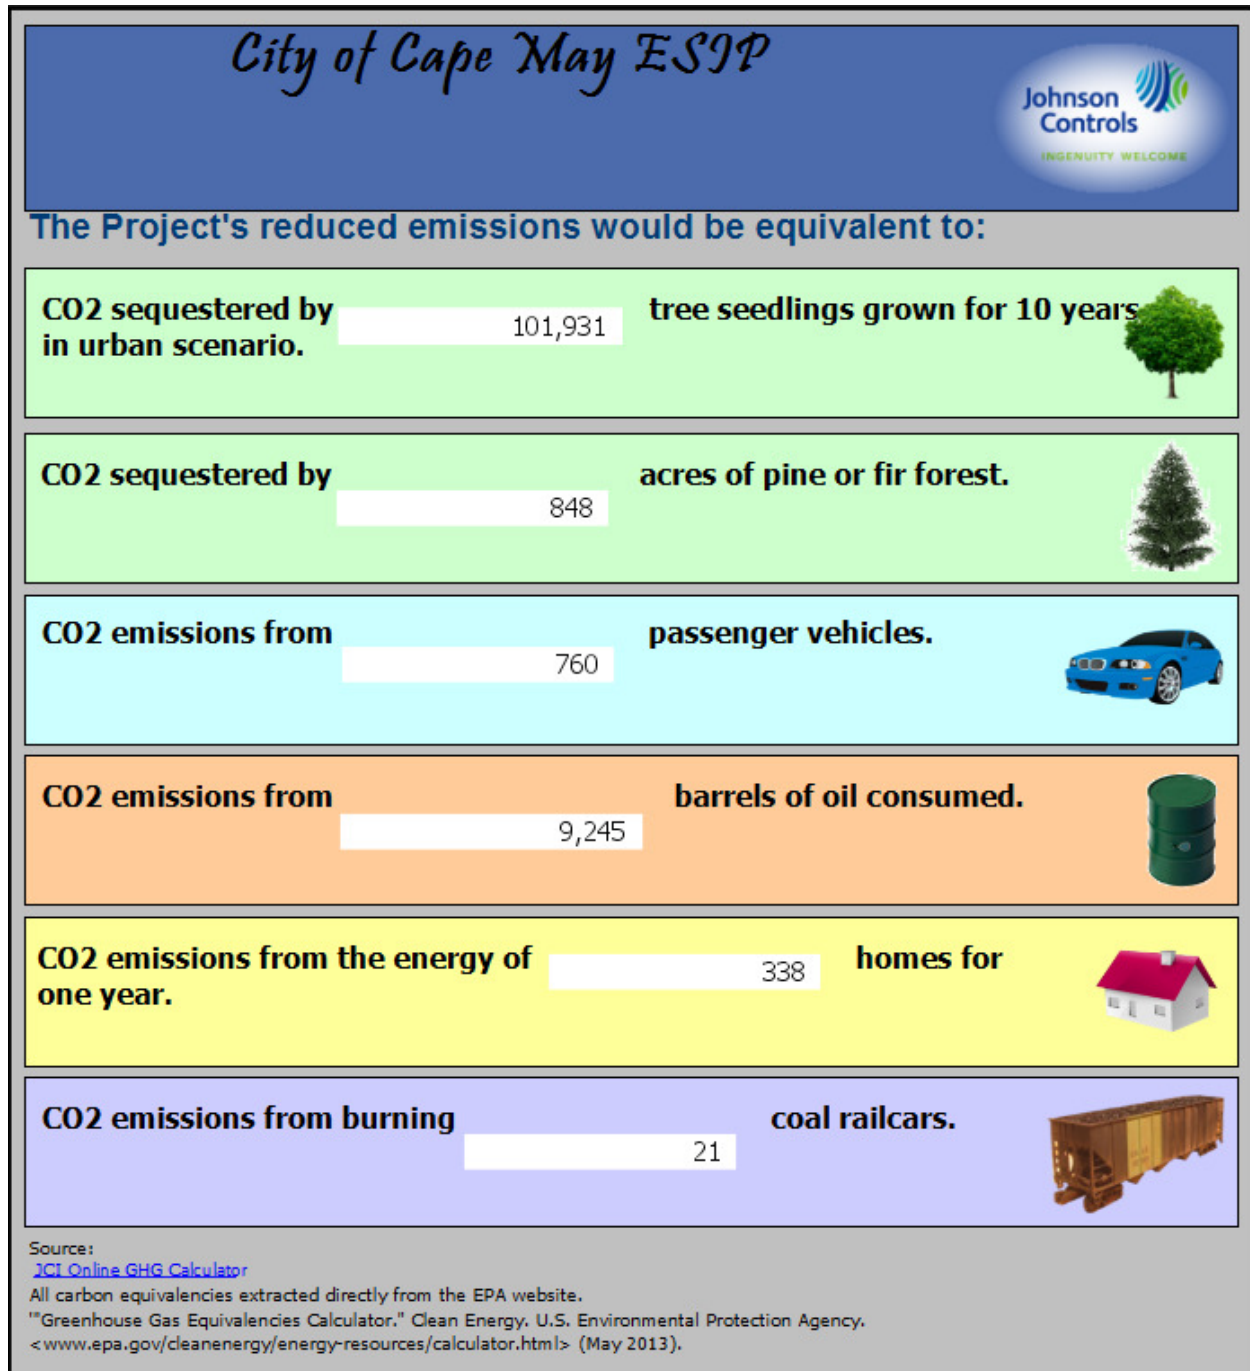 City of Cape May ESIP
Johnson
Controls
INGENUITY WELCOME
The Project's reduced emissions would be equivalent to:
CO2 sequestered by 101,931 tree seedlings grown for 10 years
in urban scenario.
CO2 sequestered by 848 acres of pine or fir forest.
CO2 emissions from 760 passenger vehicles.
CO2 emissions from 9,245 barrels of oil consumed.
CO2 emissions from the energy of 338 homes for
one year.
CO2 emissions from burning 21 coal railcars.
Source:
JCI Online GHG Calculator
All carbon equivalencies extracted directly from the EPA website.
'"Greenhouse Gas Equivalencies Calculator." Clean Energy. U.S. Environmental Protection Agency.
<www.epa.gov/cleanenergy/energy-resources/calculator.html> (May 2013).